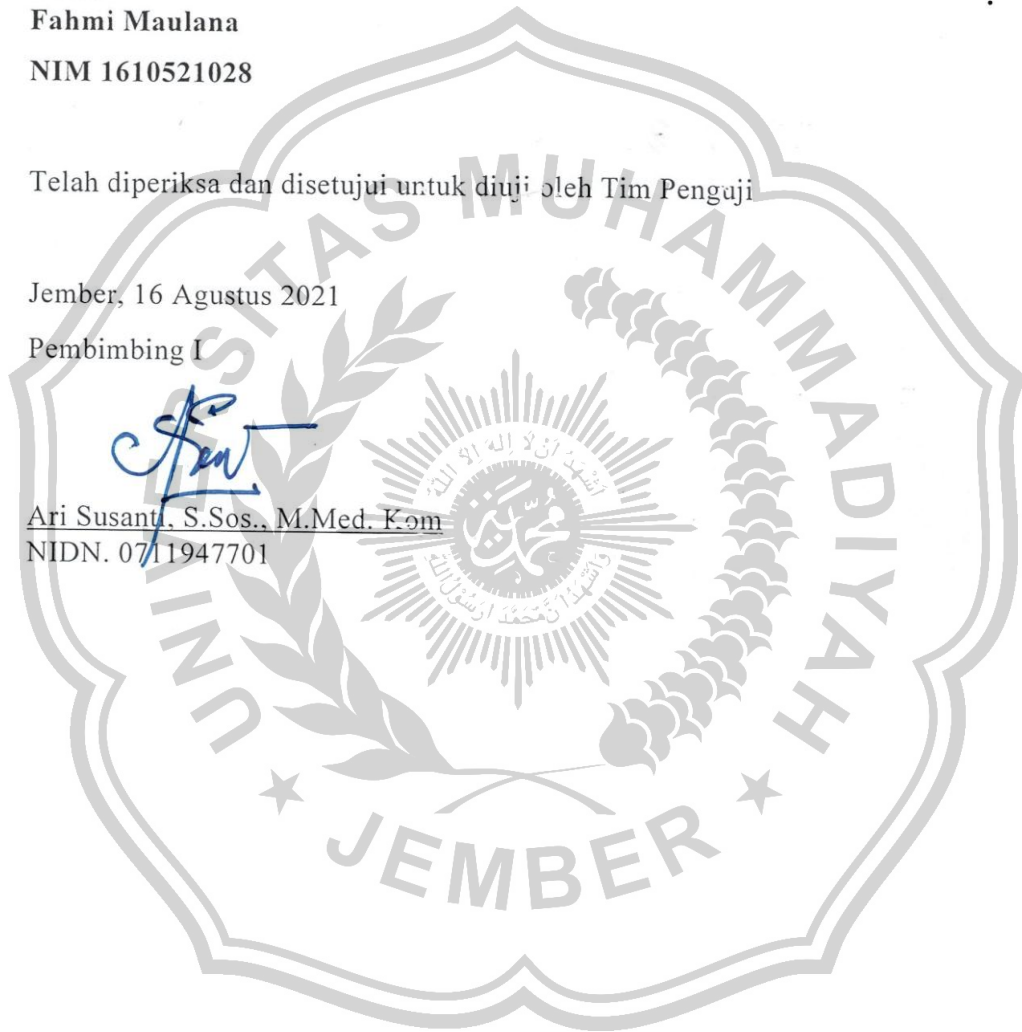 Fahmi Maulana
NIM 1610521028
Telah diperiksa dan disetujui untuk diuji oleh Tim Penguji
Jember, 16 Agustus 2021
Pembimbing I
Ari Susanti, S.Sos., M.Med. Kom
NIDN. 0711947701
UNIVERSITAS MUHAMMADIYAH
JEMBER